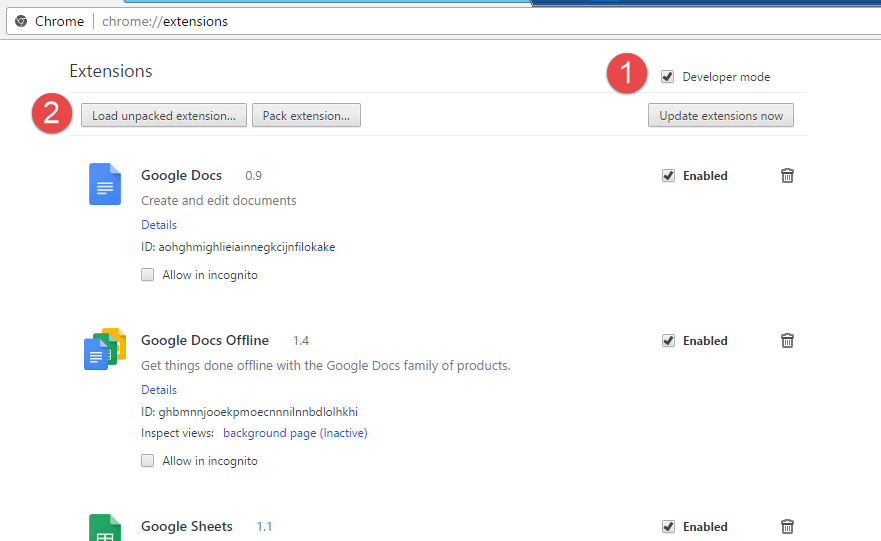 Chrome chrome://extensions
Extensions
1 Developer mode
2 Load unpacked extension... Pack extension... Update extensions now
Google Docs 0.9 Enabled
Create and edit documents
Details
ID: aohghmighlieiainnegkcijnfilokake
Allow in incognito
Google Docs Offline 1.4 Enabled
Get things done offline with the Google Docs family of products.
Details
ID: ghbmnnjooekpmoecnnnilnnbdlolhkhi
Inspect views: background page (Inactive)
Allow in incognito
Google Sheets 1.1 Enabled